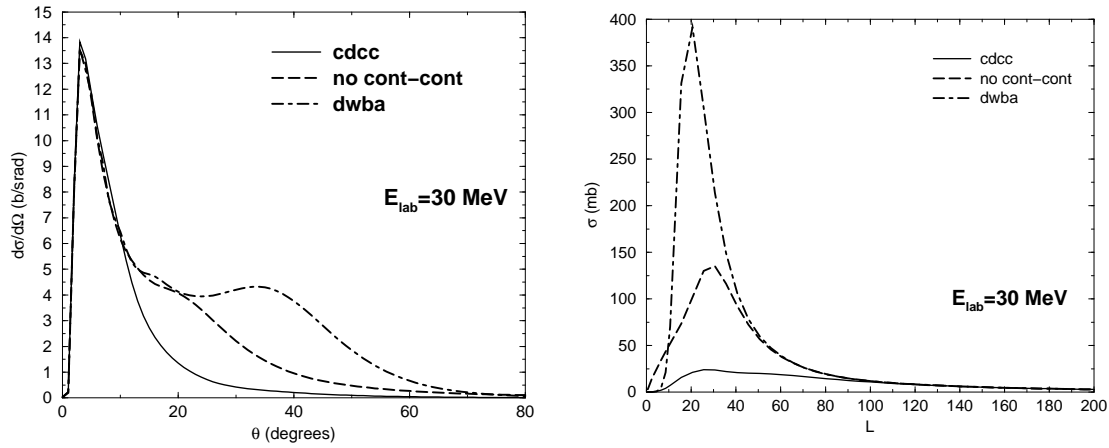 15
14
13
12
11
10
9
8
7
6
5
4
3
2
1
0
dσ/dΩ (b/srad)
cdcc
no cont−cont
dwba
E_lab=30 MeV
0 20 40 60 80
θ (degrees)
400
350
300
250
200
150
100
50
0
σ (mb)
cdcc
no cont−cont
dwba
E_lab=30 MeV
0 20 40 60 80 100 120 140 160 180 200
L